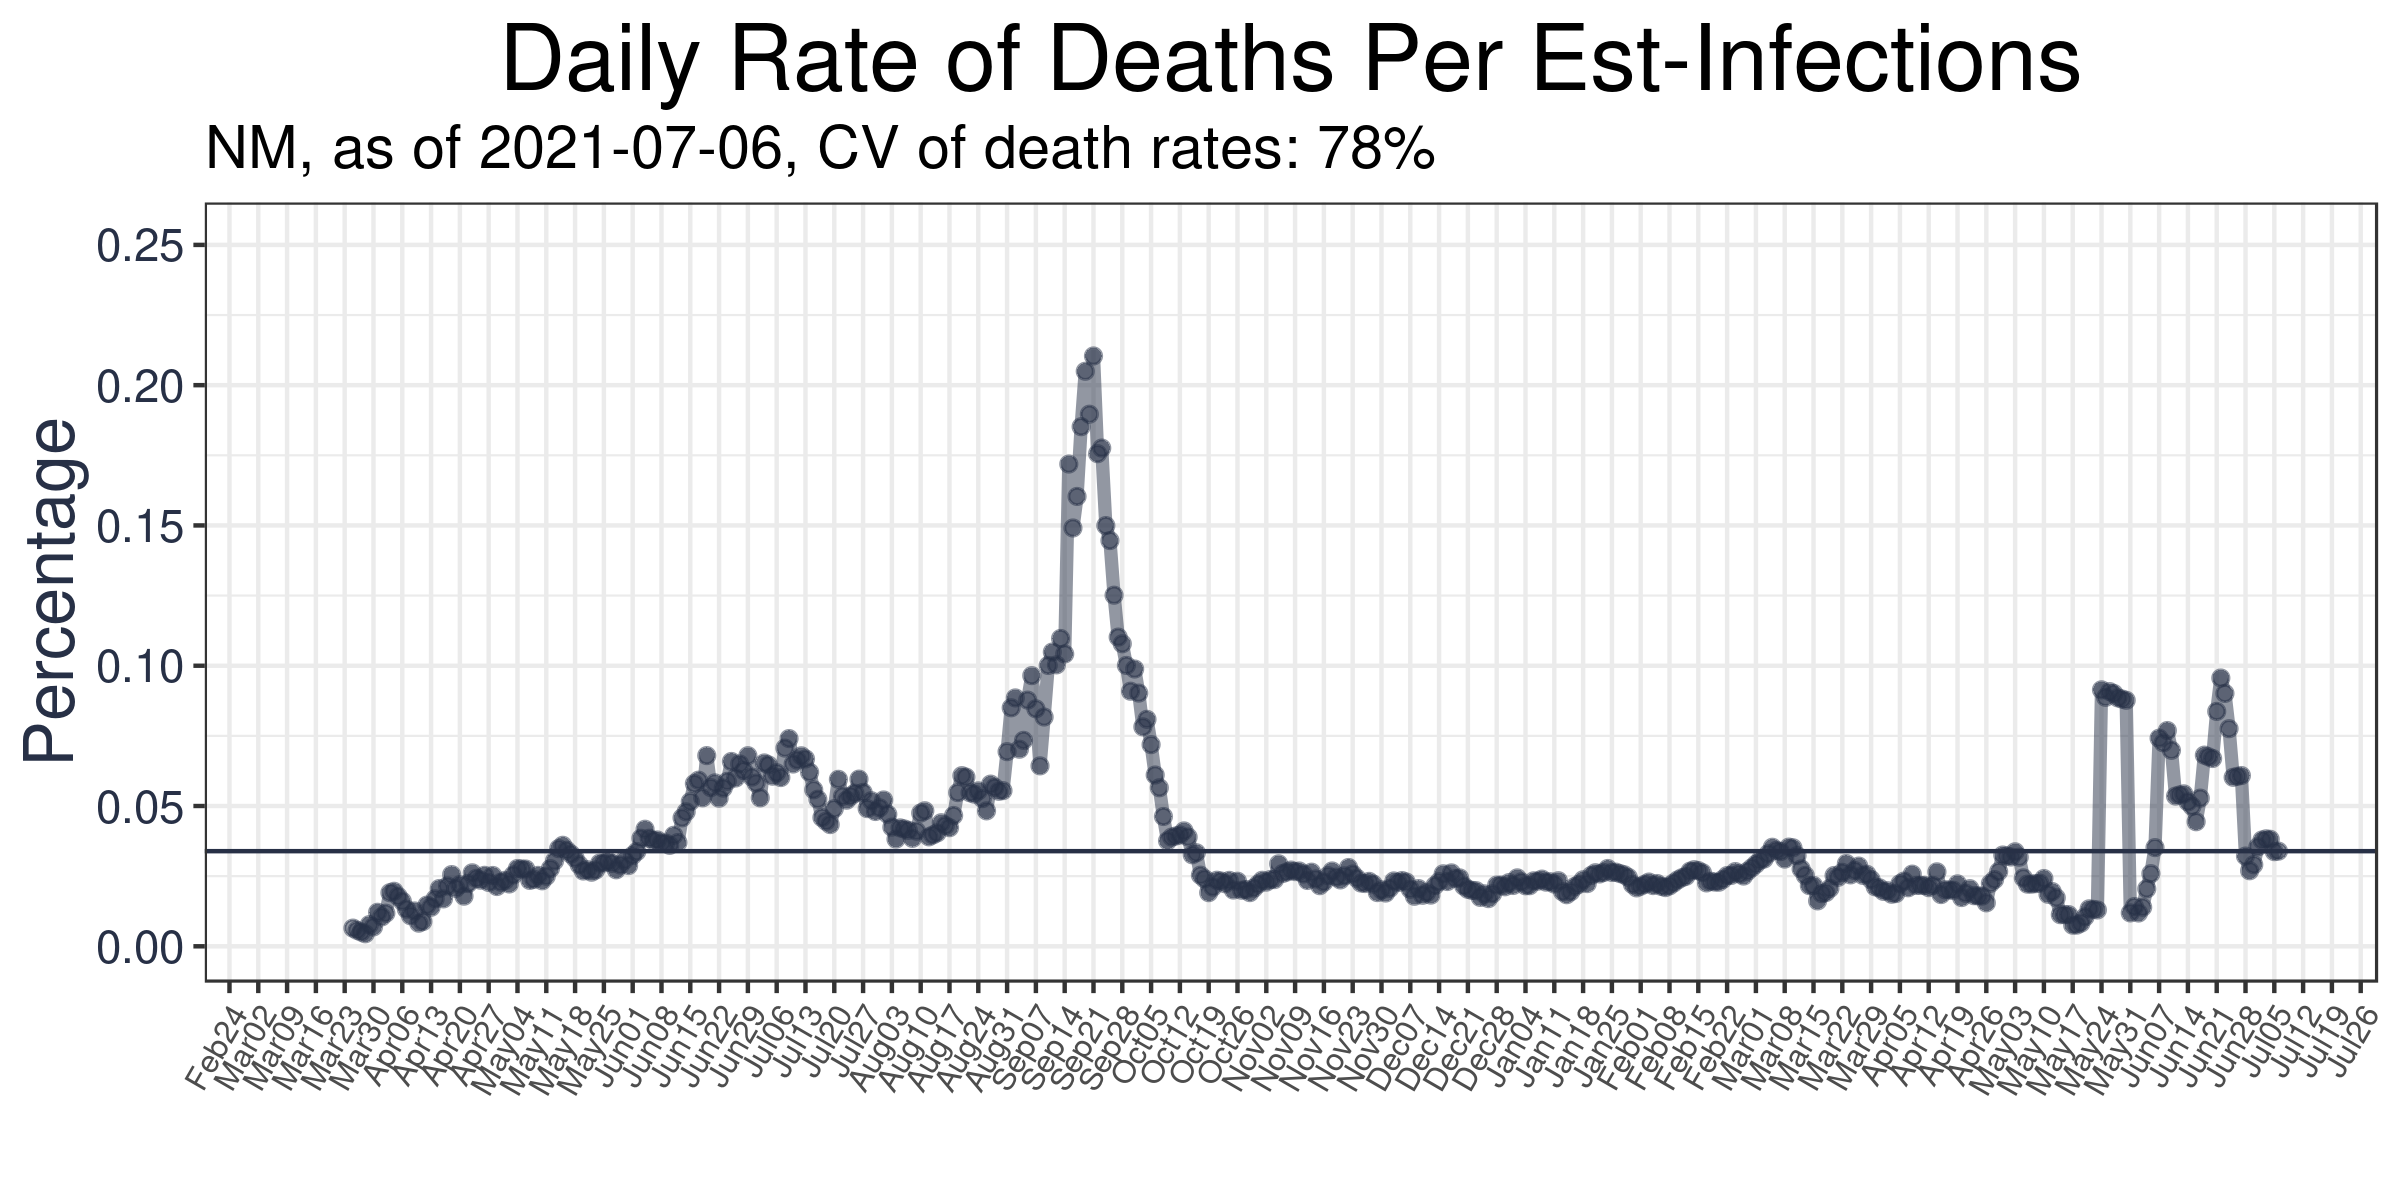 Daily Rate of Deaths Per Est-Infections
NM, as of 2021-07-06, CV of death rates: 78%
Percentage
0.25
0.20
0.15
0.10
0.05
0.00
Feb24
Mar02
Mar09
Mar16
Mar23
Mar30
Apr06
Apr13
Apr20
Apr27
May04
May11
May18
May25
Jun01
Jun08
Jun15
Jun22
Jun29
Jul06
Jul13
Jul20
Jul27
Aug03
Aug10
Aug17
Aug24
Aug31
Sep07
Sep14
Sep21
Sep28
Oct05
Oct12
Oct19
Oct26
Nov02
Nov09
Nov16
Nov23
Nov30
Dec07
Dec14
Dec21
Dec28
Jan04
Jan11
Jan18
Jan25
Feb01
Feb08
Feb15
Feb22
Mar01
Mar08
Mar15
Mar22
Mar29
Apr05
Apr12
Apr19
Apr26
May03
May10
May17
May24
May31
Jun07
Jun14
Jun21
Jun28
Jul05
Jul12
Jul19
Jul26